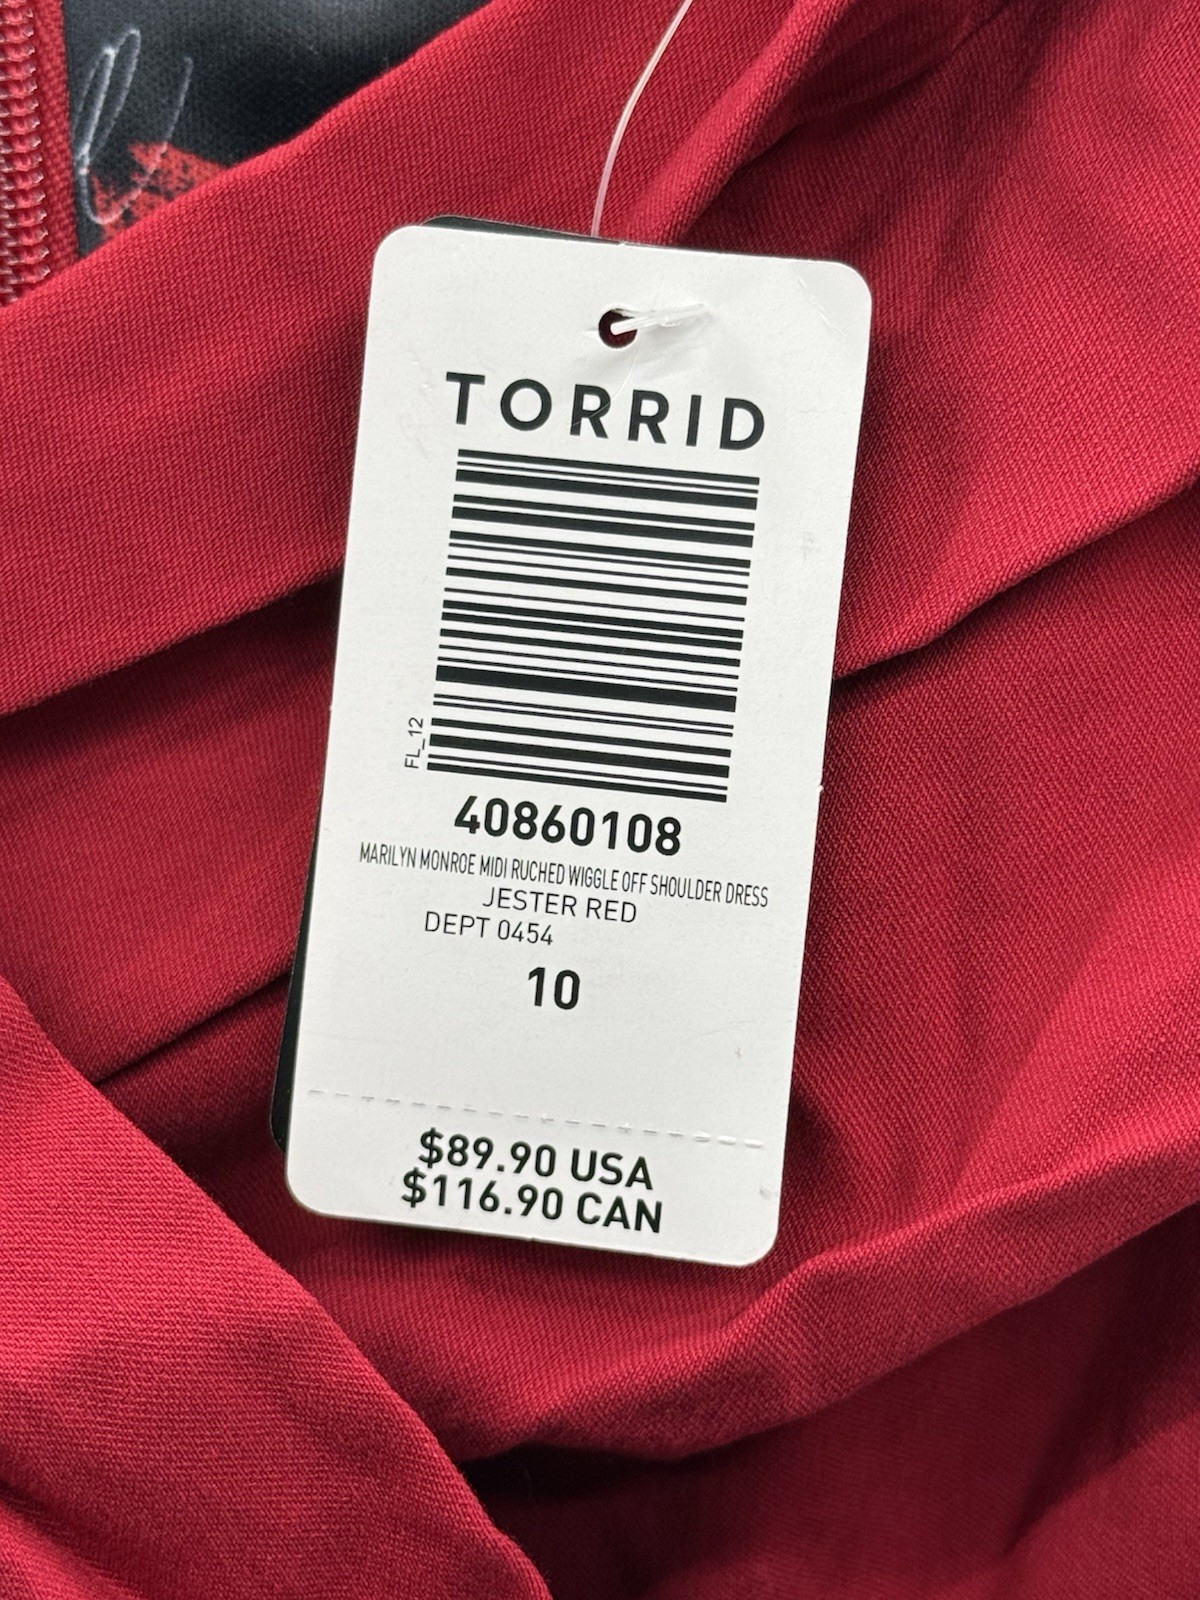 TORRID
FL_12
40860108
MARILYN MONROE MIDI RUCHED WIGGLE OFF SHOULDER DRESS
JESTER RED
DEPT 0454
10
$89.90 USA
$116.90 CAN